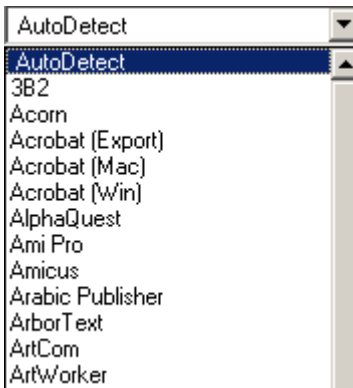 AutoDetect
AutoDetect
3B2
Acorn
Acrobat (Export)
Acrobat (Mac)
Acrobat (Win)
AlphaQuest
Ami Pro
Amicus
Arabic Publisher
ArborText
ArtCom
ArtWorker